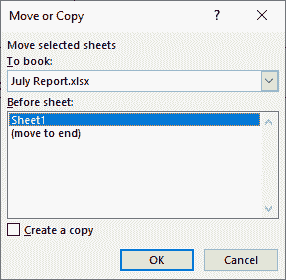 Move or Copy
?
Move selected sheets
To book:
July Report.xlsx
Before sheet:
Sheet1
(move to end)
Create a copy
OK Cancel